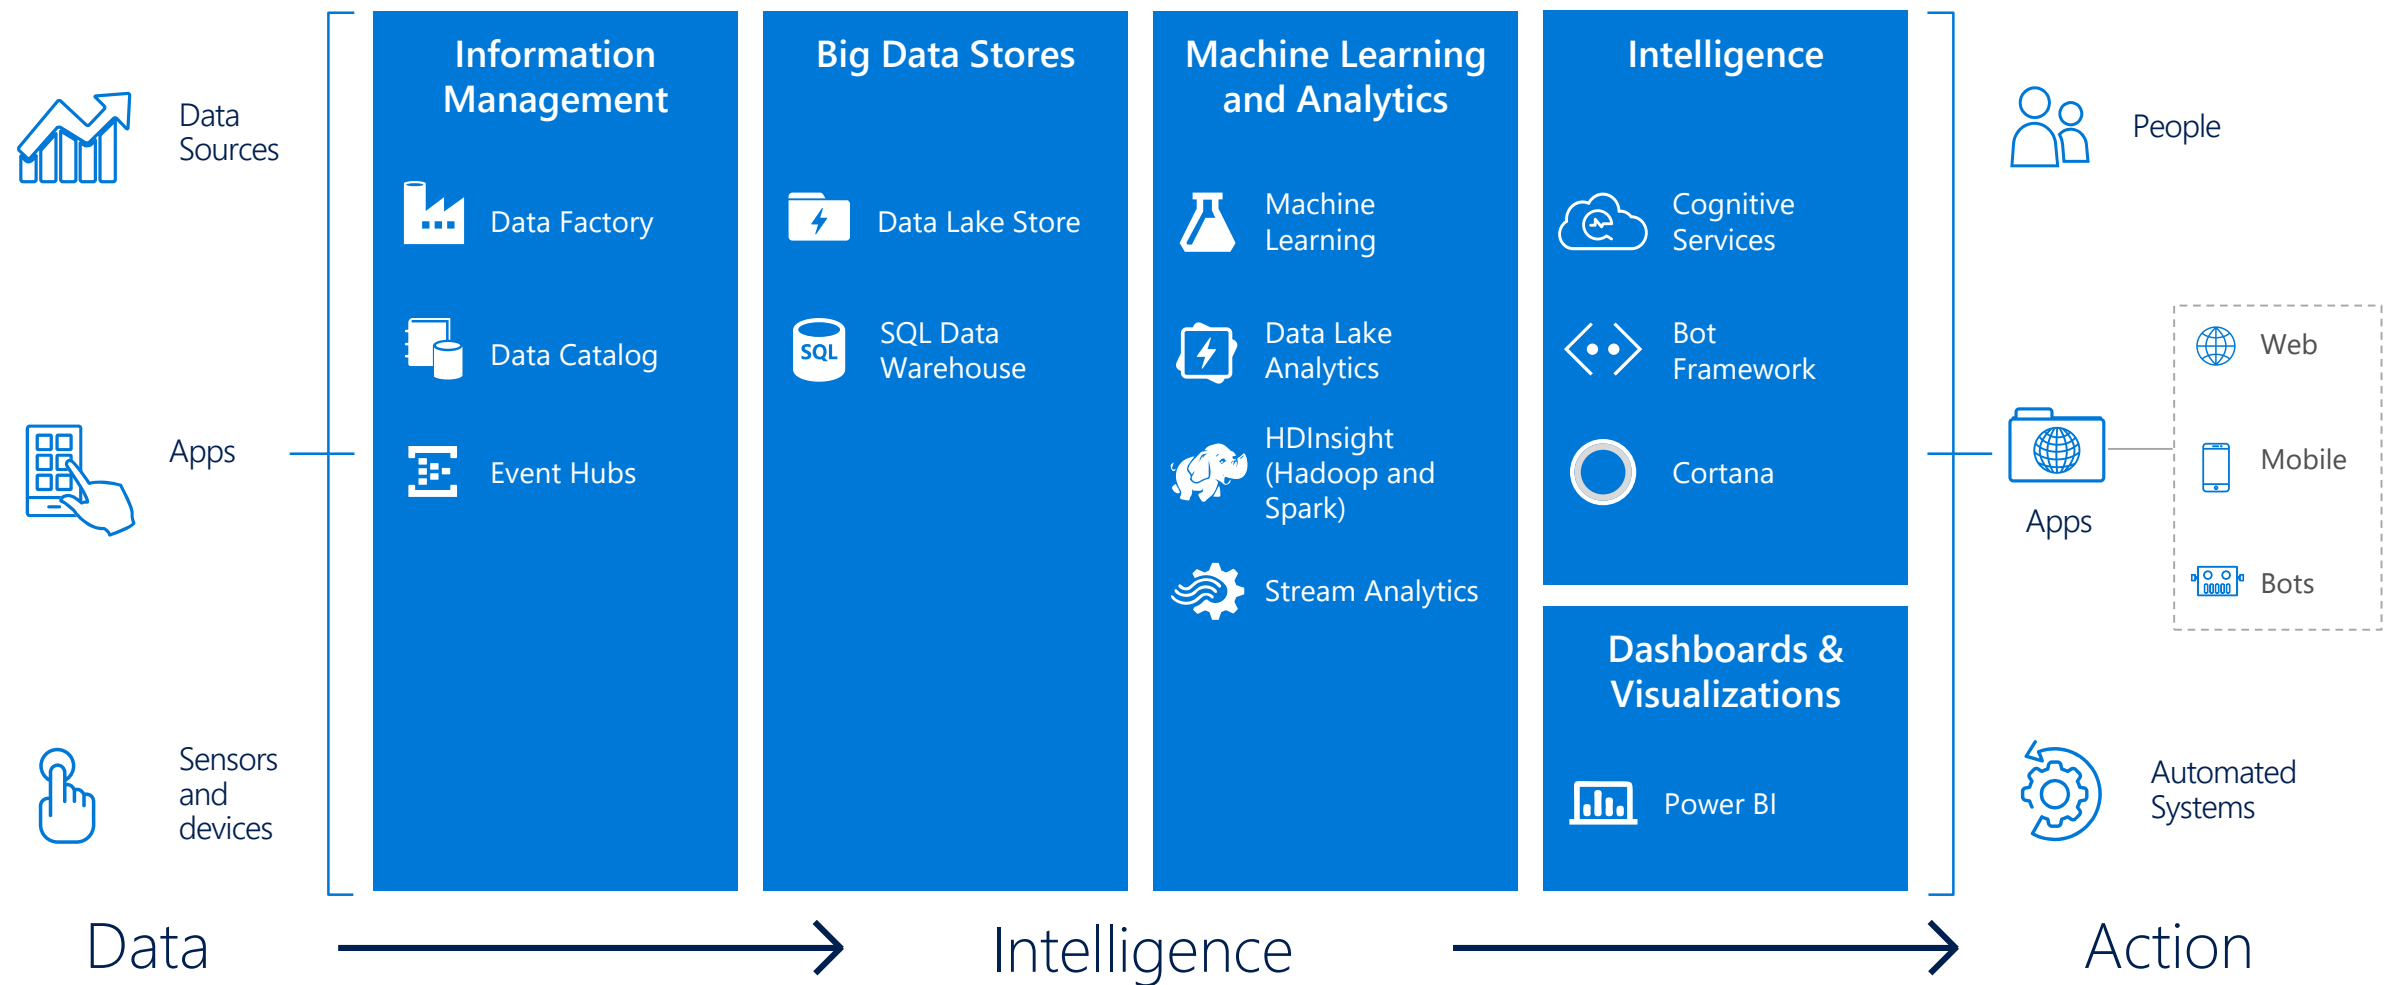 Data
Sources
Apps
Sensors
and
devices
Information
Management
Data Factory
Data Catalog
Event Hubs
Big Data Stores
Data Lake Store
SQL
SQL Data
Warehouse
Machine Learning
and Analytics
Machine
Learning
Data Lake
Analytics
HDInsight
(Hadoop and
Spark)
Stream Analytics
Intelligence
Cognitive
Services
Bot
Framework
Cortana
Dashboards &
Visualizations
Power BI
People
Apps
Web
Mobile
Bots
Automated
Systems
Data
Intelligence
Action